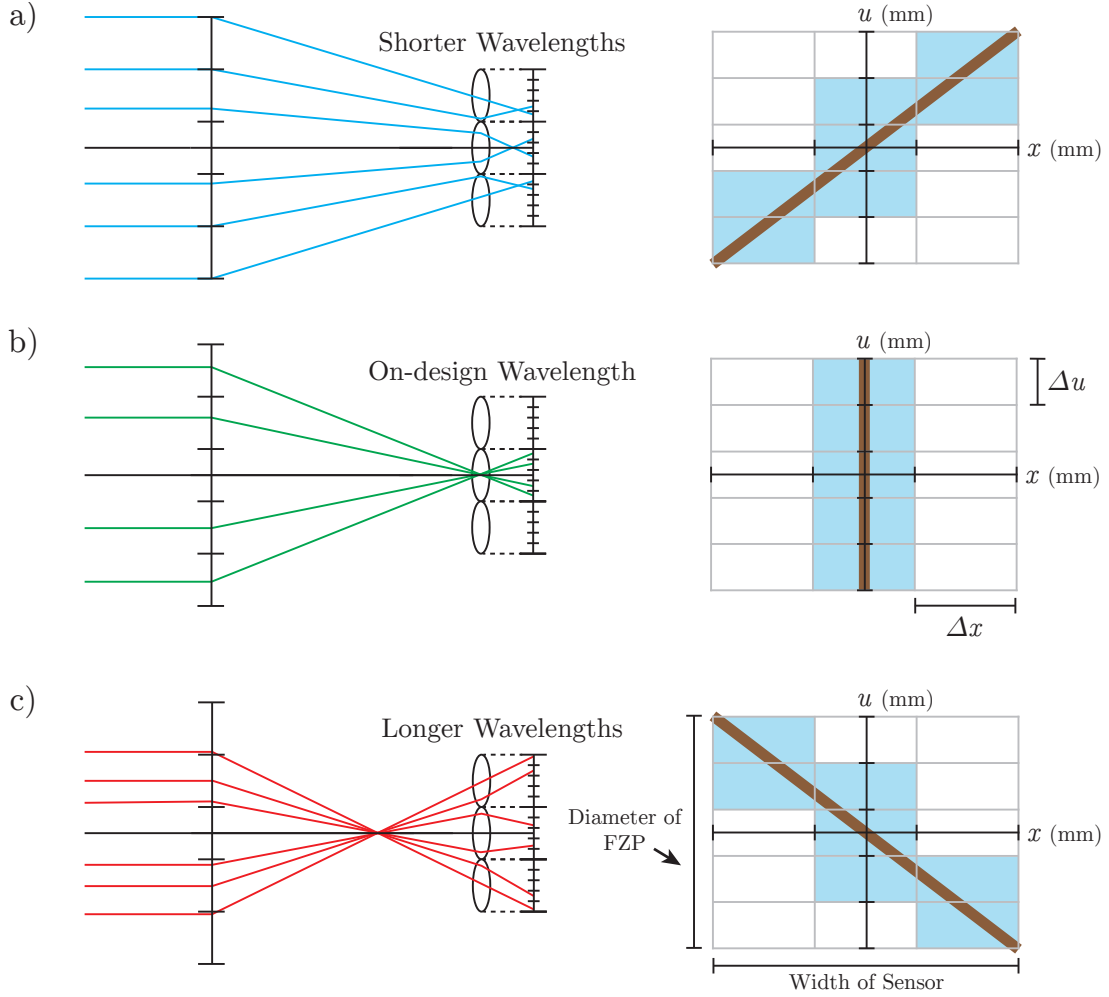 a)
Shorter Wavelengths
u (mm)
x (mm)
b)
On-design Wavelength
u (mm)
Δu
x (mm)
Δx
c)
Longer Wavelengths
u (mm)
Diameter of
FZP
x (mm)
Width of Sensor